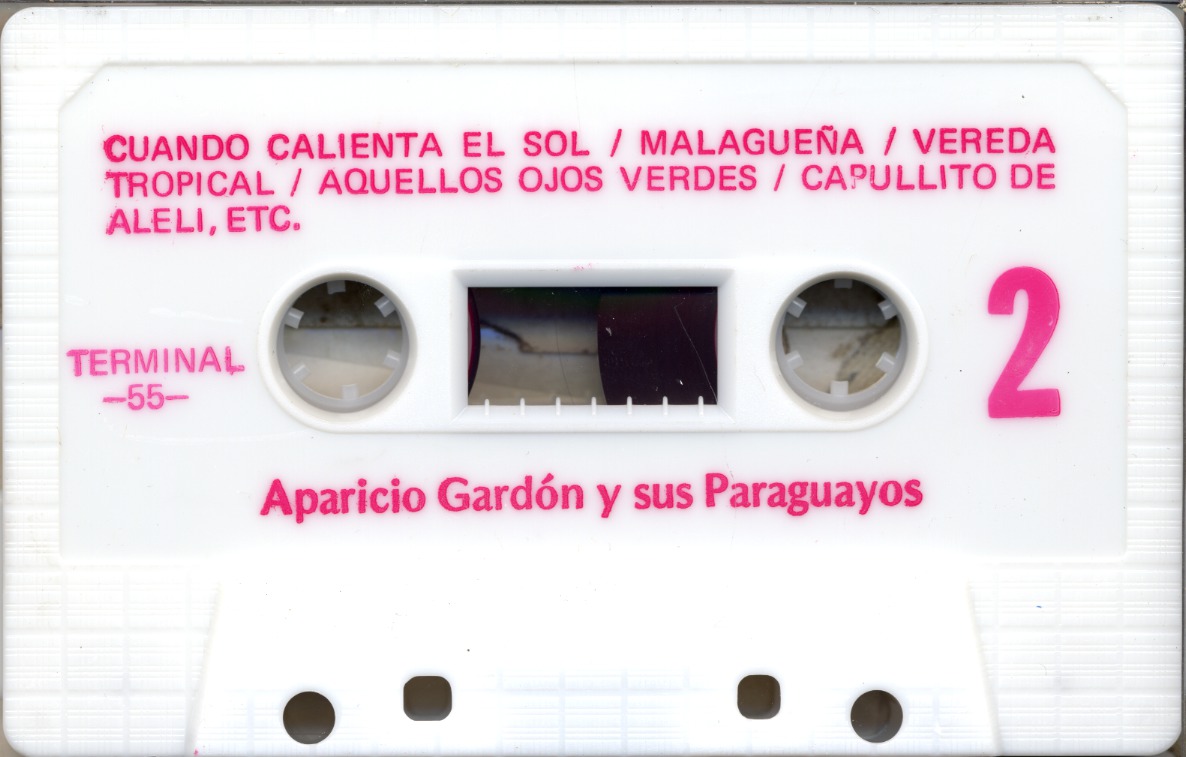 CUANDO CALIENTA EL SOL / MALAGUEÑA / VEREDA
TROPICAL / AQUELLOS OJOS VERDES / CAPULLITO DE
ALELI, ETC.
2
TERMINAL
—55—
Aparicio Gardón y sus Paraguayos